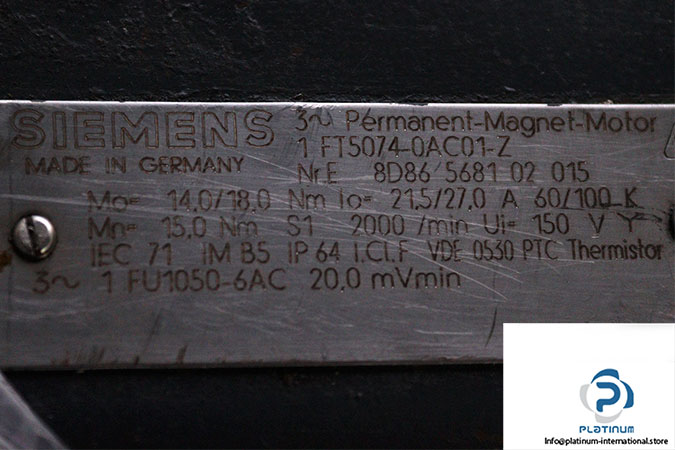 SIEMENS 3~ Permanent-Magnet-Motor
1 FT5074-0AC01-Z
MADE IN GERMANY NrE 8D86 5681 02 015
Mo= 14,0/18,0 Nm Io= 21,5/27,0 A 60/100 K
Mn= 15,0 Nm S1 2000 /min Ui= 150 V Y
IEC 71 IM B5 IP 64 I.Cl.F VDE 0530 PTC Thermistor
3~ 1 FU1050-6AC 20,0 mVmin
PLATINUM
Info@platinum-international.store